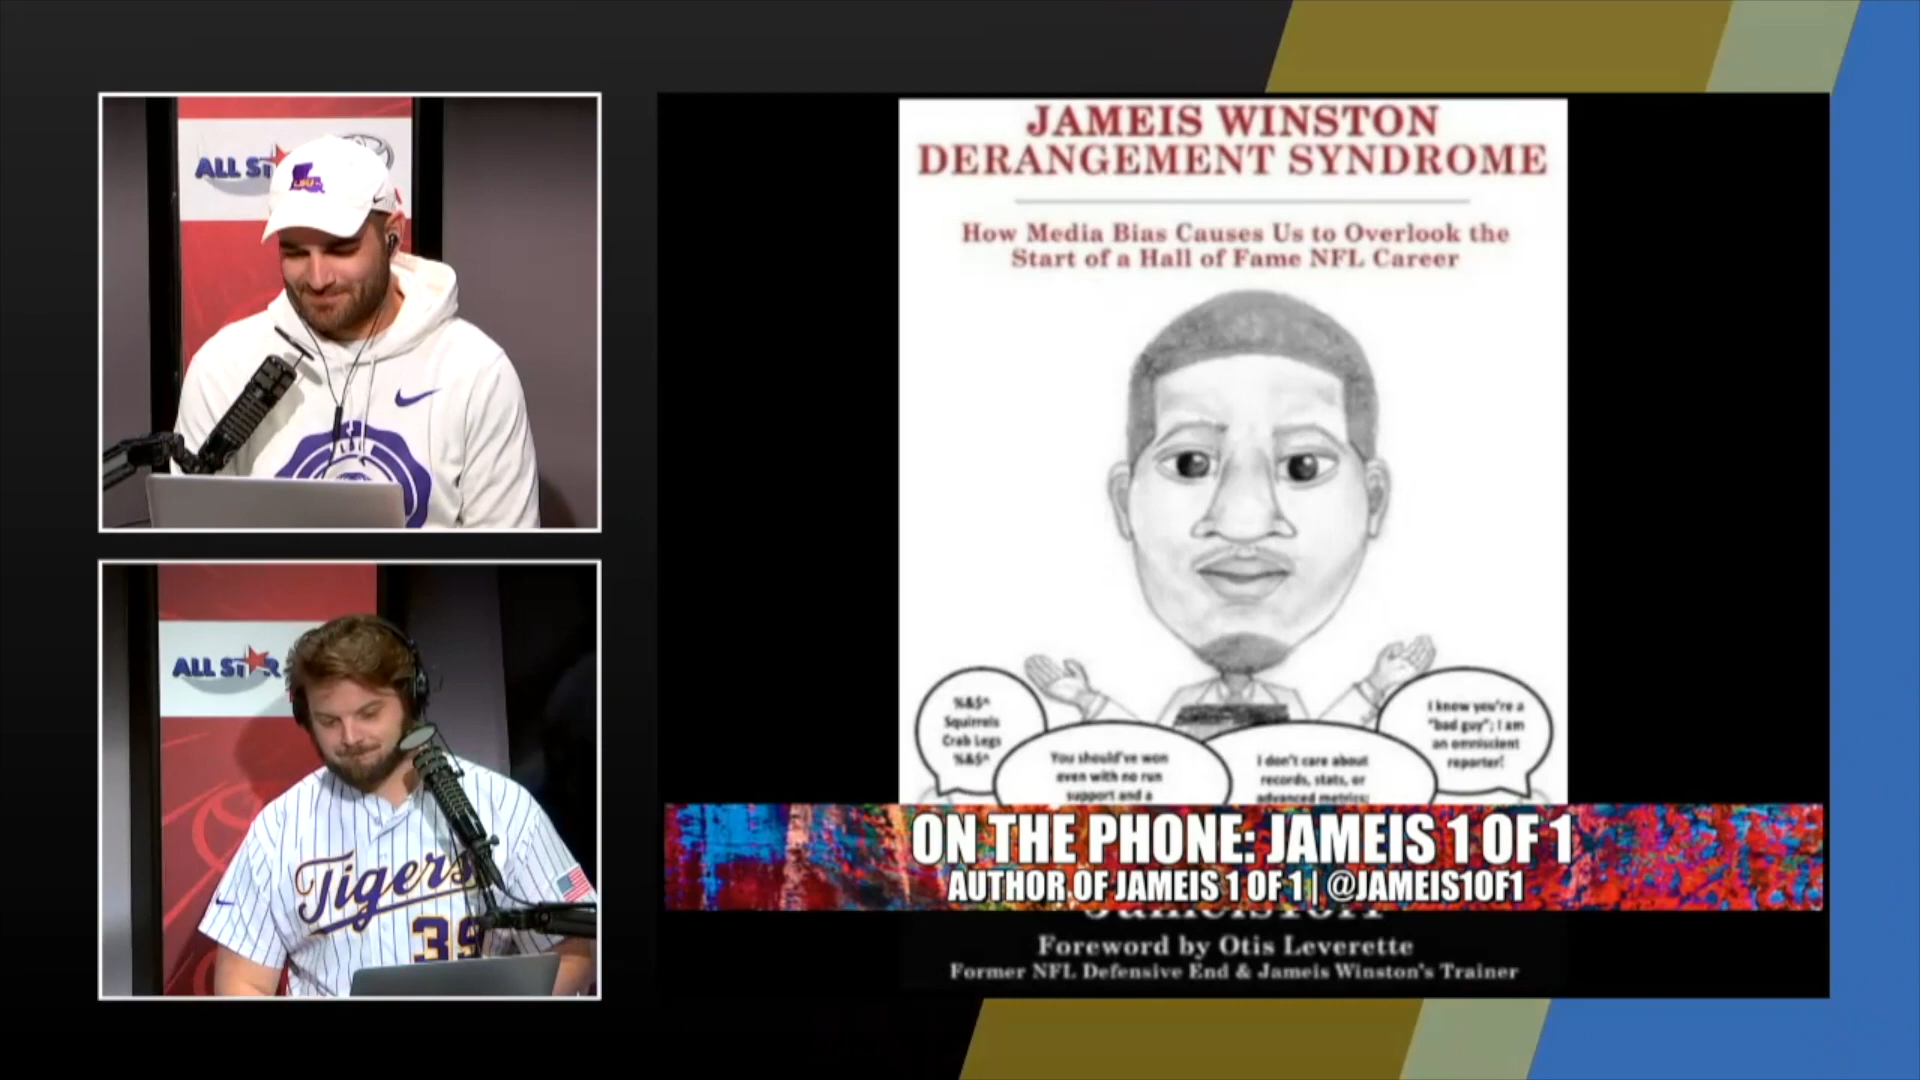 ALL ST
LSU
ALL STAR
Tigers
39
JAMEIS WINSTON
DERANGEMENT SYNDROME
How Media Bias Causes Us to Overlook the
Start of a Hall of Fame NFL Career
%&$^
Squirrels
Crab Legs
%&$^
You should've won
even with no run
support and a
I don't care about
records, stats, or
advanced metrics;
I know you're a
"bad guy"; I am
an omniscient
reporter!
ON THE PHONE: JAMEIS 1 OF 1
AUTHOR OF JAMEIS 1 OF 1 | @JAMEIS1OF1
Foreword by Otis Leverette
Former NFL Defensive End & Jameis Winston's Trainer